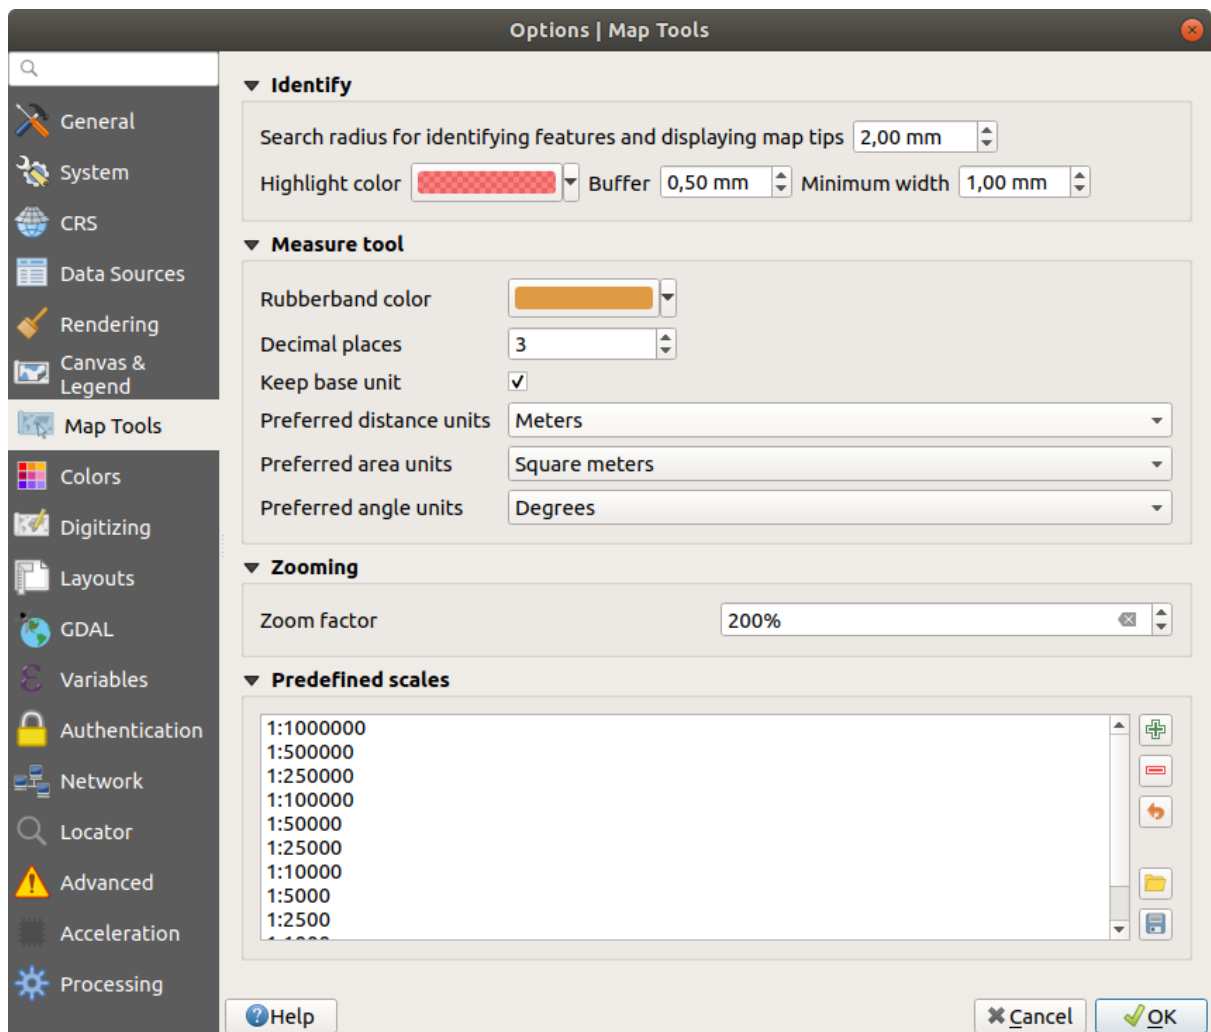 Options | Map Tools
General
System
CRS
Data Sources
Rendering
Canvas &
Legend
Map Tools
Colors
Digitizing
Layouts
GDAL
Variables
Authentication
Network
Locator
Advanced
Acceleration
Processing
Identify
Search radius for identifying features and displaying map tips 2,00 mm
Highlight color Buffer 0,50 mm Minimum width 1,00 mm
Measure tool
Rubberband color
Decimal places 3
Keep base unit
Preferred distance units Meters
Preferred area units Square meters
Preferred angle units Degrees
Zooming
Zoom factor 200%
Predefined scales
1:1000000
1:500000
1:250000
1:100000
1:50000
1:25000
1:10000
1:5000
1:2500
Help Cancel OK